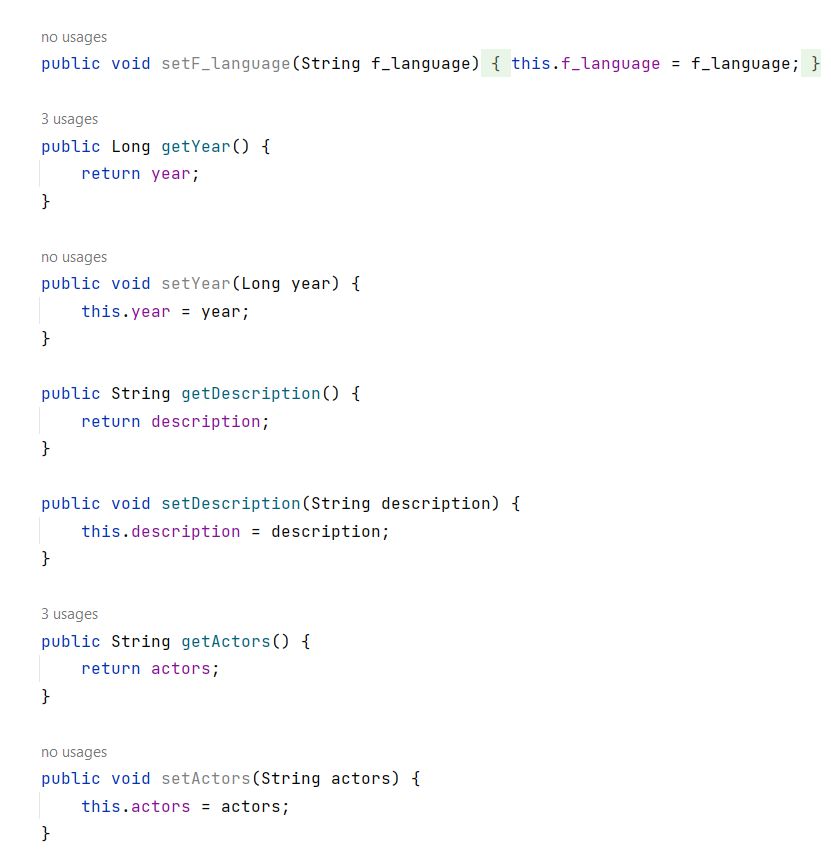 no usages
public void setF_language(String f_language) { this.f_language = f_language; }
3 usages
public Long getYear() {
    return year;
}
no usages
public void setYear(Long year) {
    this.year = year;
}
public String getDescription() {
    return description;
}
public void setDescription(String description) {
    this.description = description;
}
3 usages
public String getActors() {
    return actors;
}
no usages
public void setActors(String actors) {
    this.actors = actors;
}